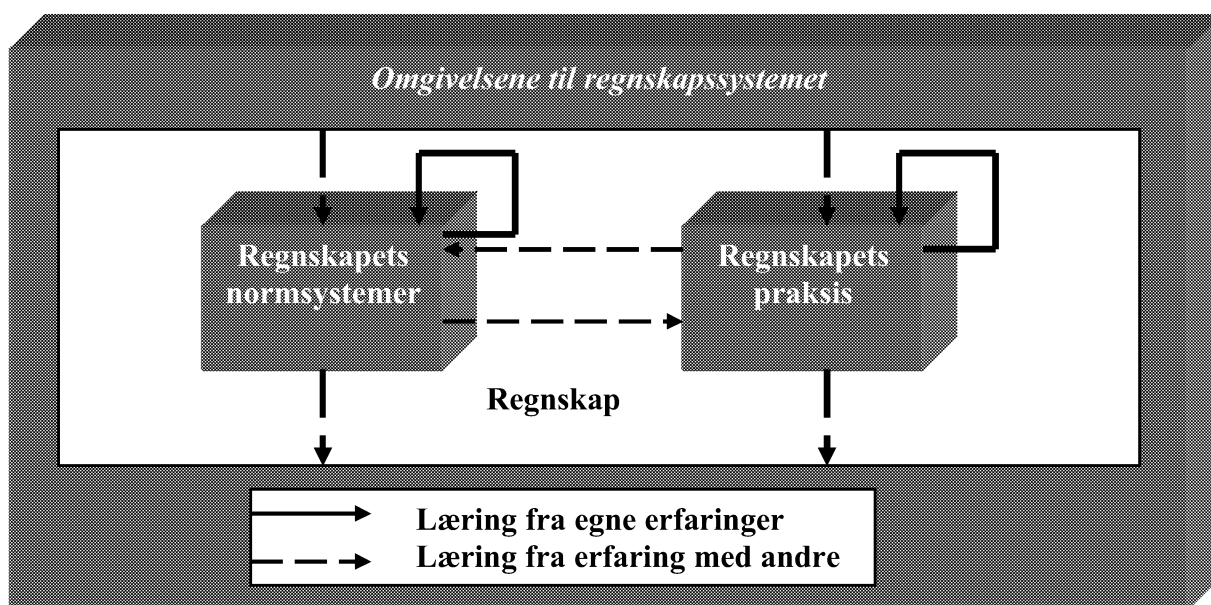 Omgivelsene til regnskapssystemet
Regnskapets
normsystemer
Regnskapets
praksis
Regnskap
Læring fra egne erfaringer
Læring fra erfaring med andre